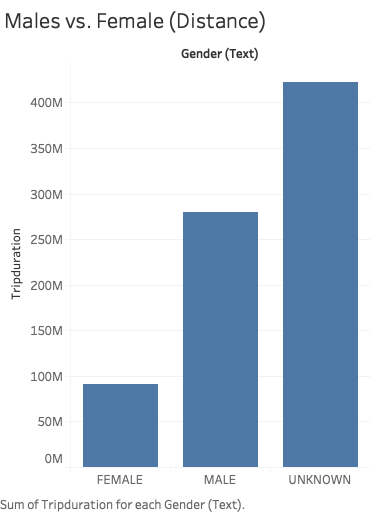 Males vs. Female (Distance)
Gender (Text)
Tripduration
400M
350M
300M
250M
200M
150M
100M
50M
0M
FEMALE MALE UNKNOWN
Sum of Tripduration for each Gender (Text).